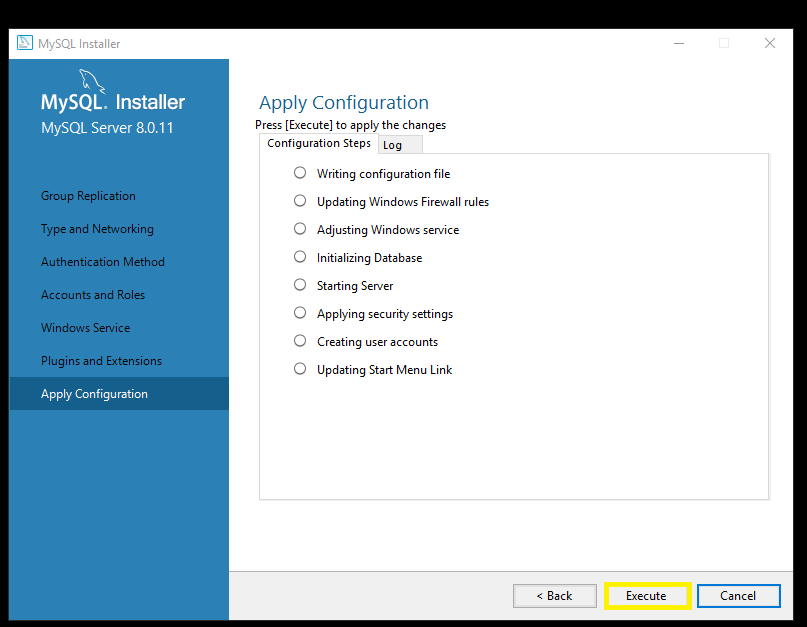 MySQL Installer
MySQL. Installer
MySQL Server 8.0.11
Group Replication
Type and Networking
Authentication Method
Accounts and Roles
Windows Service
Plugins and Extensions
Apply Configuration
Apply Configuration
Press [Execute] to apply the changes
Configuration Steps Log
Writing configuration file
Updating Windows Firewall rules
Adjusting Windows service
Initializing Database
Starting Server
Applying security settings
Creating user accounts
Updating Start Menu Link
< Back Execute Cancel